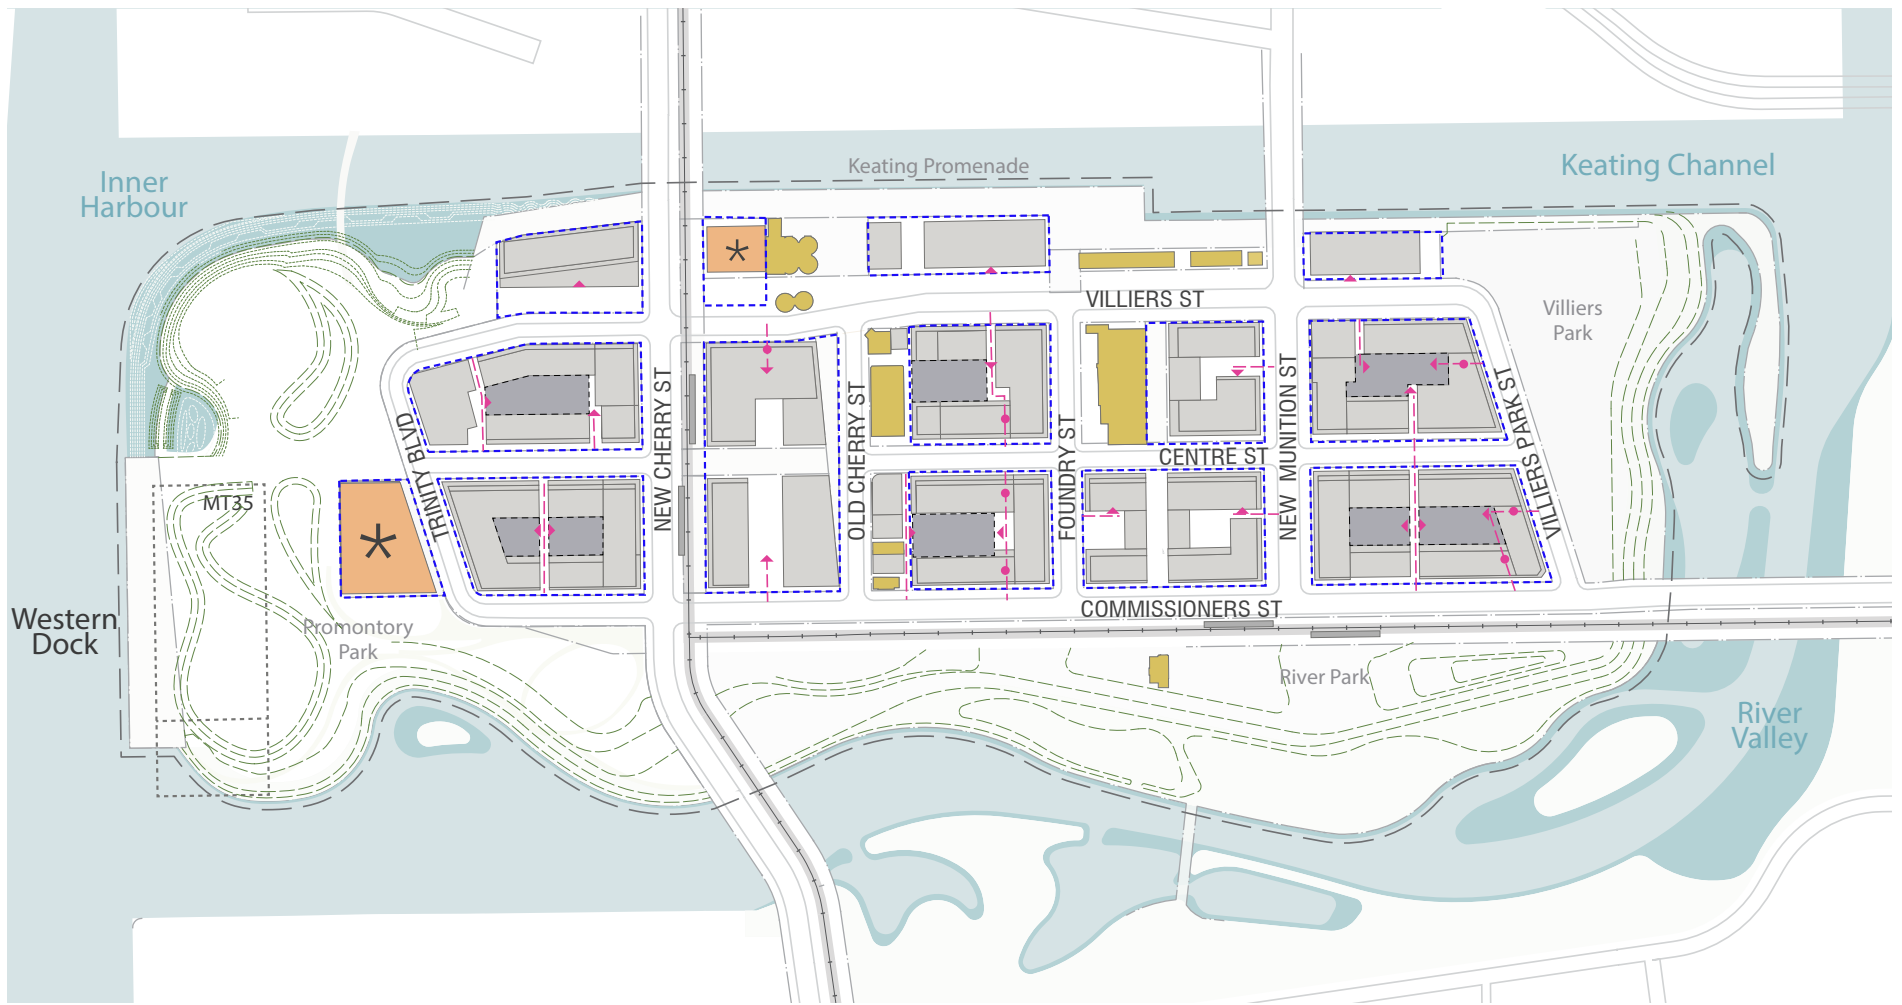 Keating Promenade
Keating Channel
Inner
Harbour
VILLIERS ST
Villiers
Park
NEW CHERRY ST
OLD CHERRY ST
FOUNDRY ST
NEW MUNITION ST
VILLIERS PARK ST
TRINITY BLVD
CENTRE ST
MT35
COMMISSIONERS ST
Western
Dock
Promontory
Park
River Park
River
Valley